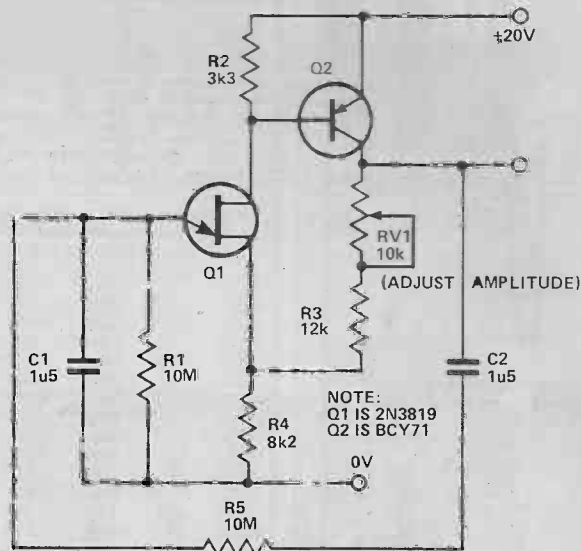 +20V
R2
3k3
Q2
Q1
RV1
10k
(ADJUST AMPLITUDE)
R3
12k
C1
1u5
R1
10M
C2
1u5
R4
8k2
NOTE:
Q1 IS 2N3819
Q2 IS BCY71
0V
R5
10M